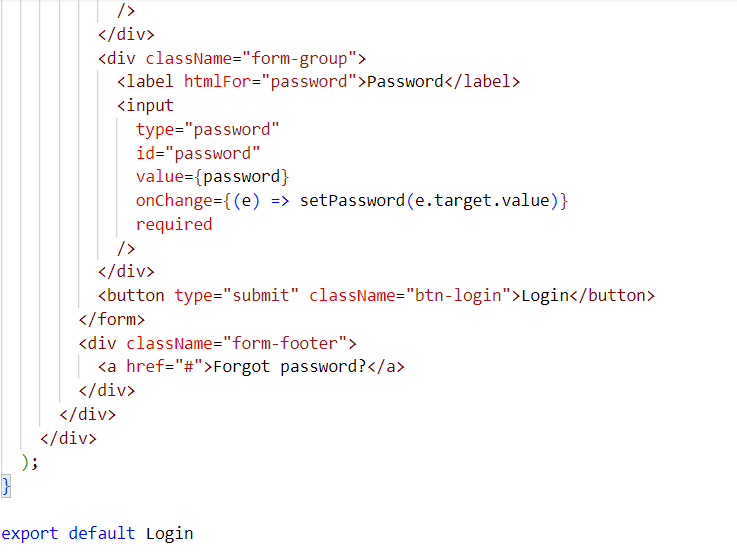 />
</div>
<div className="form-group">
<label htmlFor="password">Password</label>
<input
type="password"
id="password"
value={password}
onChange={(e) => setPassword(e.target.value)}
required
/>
</div>
<button type="submit" className="btn-login">Login</button>
</form>
<div className="form-footer">
<a href="#">Forgot password?</a>
</div>
</div>
</div>
);
}
export default Login